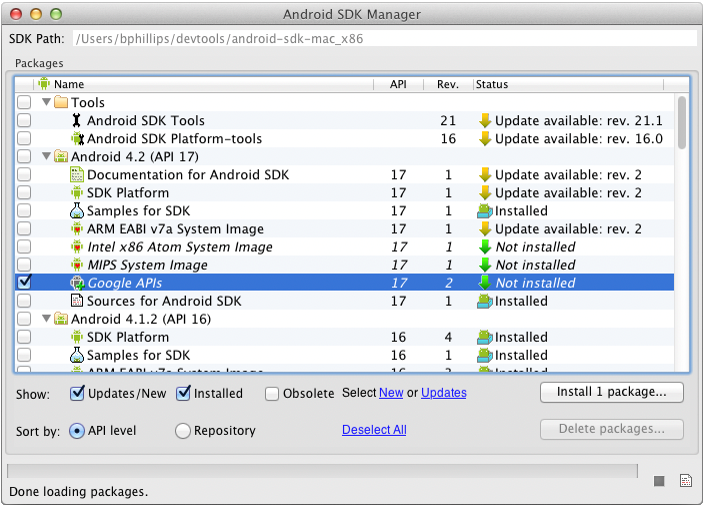 Android SDK Manager
SDK Path: /Users/bphillips/devtools/android-sdk-mac_x86
Packages
Name API Rev. Status
Tools
Android SDK Tools 21 Update available: rev. 21.1
Android SDK Platform-tools 16 Update available: rev. 16.0
Android 4.2 (API 17)
Documentation for Android SDK 17 1 Update available: rev. 2
SDK Platform 17 1 Update available: rev. 2
Samples for SDK 17 1 Installed
ARM EABI v7a System Image 17 1 Update available: rev. 2
Intel x86 Atom System Image 17 1 Not installed
MIPS System Image 17 1 Not installed
Google APIs 17 2 Not installed
Sources for Android SDK 17 1 Installed
Android 4.1.2 (API 16)
SDK Platform 16 4 Installed
Samples for SDK 16 1 Installed
ARM EABI v7a System Image 16 3 Installed
Show: Updates/New Installed Obsolete Select New or Updates Install 1 package...
Sort by: API level Repository Deselect All Delete packages...
Done loading packages.